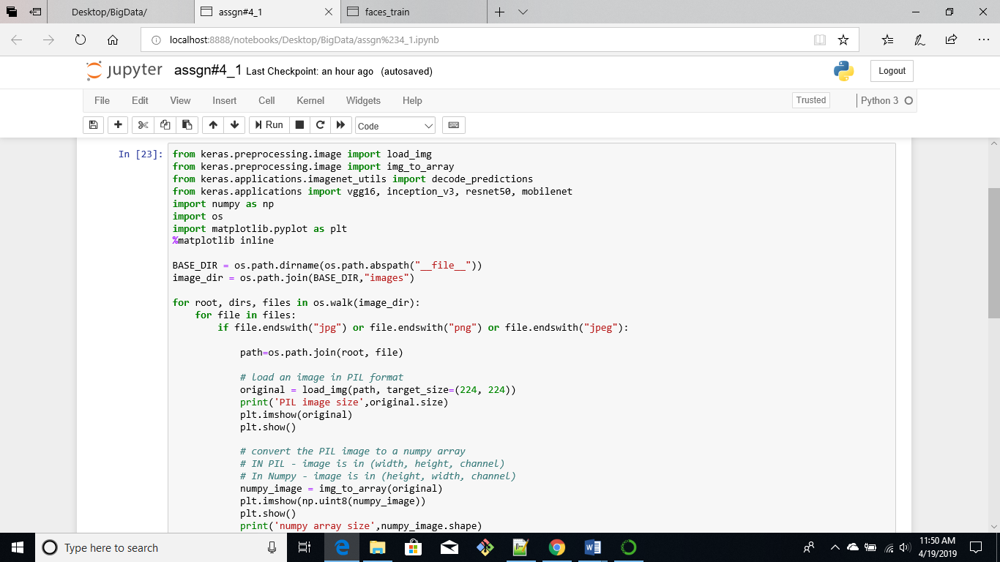 Desktop/BigData/
assgn#4_1
faces_train
localhost:8888/notebooks/Desktop/BigData/assgn%234_1.ipynb
jupyter assgn#4_1 Last Checkpoint: an hour ago (autosaved)
Logout
File Edit View Insert Cell Kernel Widgets Help
Trusted
Python 3
Run
Code
In [23]:
from keras.preprocessing.image import load_img
from keras.preprocessing.image import img_to_array
from keras.applications.imagenet_utils import decode_predictions
from keras.applications import vgg16, inception_v3, resnet50, mobilenet
import numpy as np
import os
import matplotlib.pyplot as plt
%matplotlib inline
BASE_DIR = os.path.dirname(os.path.abspath("__file__"))
image_dir = os.path.join(BASE_DIR,"images")
for root, dirs, files in os.walk(image_dir):
    for file in files:
        if file.endswith("jpg") or file.endswith("png") or file.endswith("jpeg"):
            path=os.path.join(root, file)
            # load an image in PIL format
            original = load_img(path, target_size=(224, 224))
            print('PIL image size',original.size)
            plt.imshow(original)
            plt.show()
            # convert the PIL image to a numpy array
            # IN PIL - image is in (width, height, channel)
            # In Numpy - image is in (height, width, channel)
            numpy_image = img_to_array(original)
            plt.imshow(np.uint8(numpy_image))
            plt.show()
            print('numpy array size',numpy_image.shape)
Type here to search
11:50 AM
4/19/2019